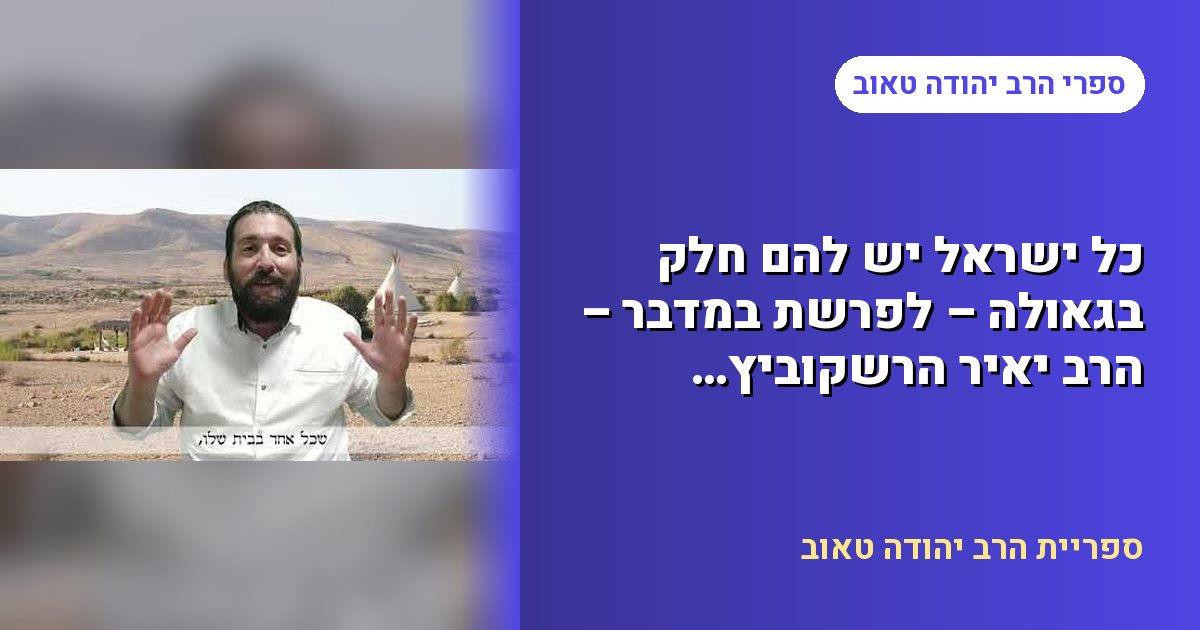 ספרי הרב יהודה טאוב
כל ישראל יש להם חלק
בגאולה – לפרשת במדבר –
הרב יאיר הרשקוביץ...
שכל אחד בבית שלו,
ספריית הרב יהודה טאוב